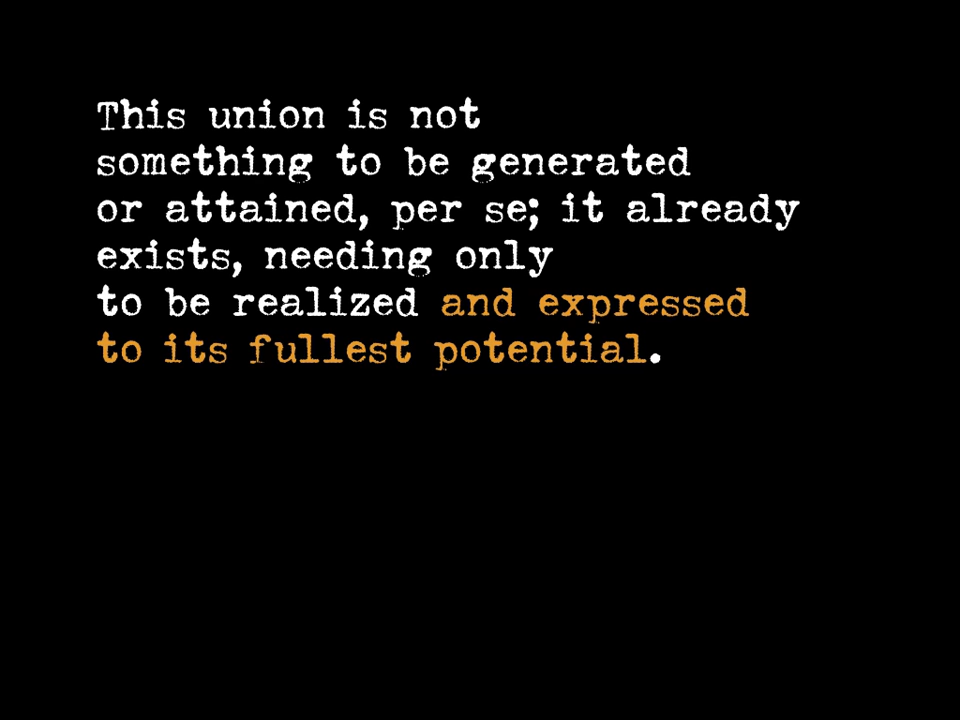 This union is not
something to be generated
or attained, per se; it already
exists, needing only
to be realized and expressed
to its fullest potential.